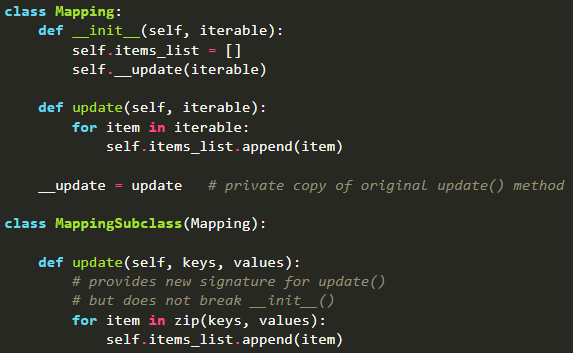 class Mapping:
    def __init__(self, iterable):
        self.items_list = []
        self.__update(iterable)

    def update(self, iterable):
        for item in iterable:
            self.items_list.append(item)

    __update = update   # private copy of original update() method

class MappingSubclass(Mapping):

    def update(self, keys, values):
        # provides new signature for update()
        # but does not break __init__()
        for item in zip(keys, values):
            self.items_list.append(item)